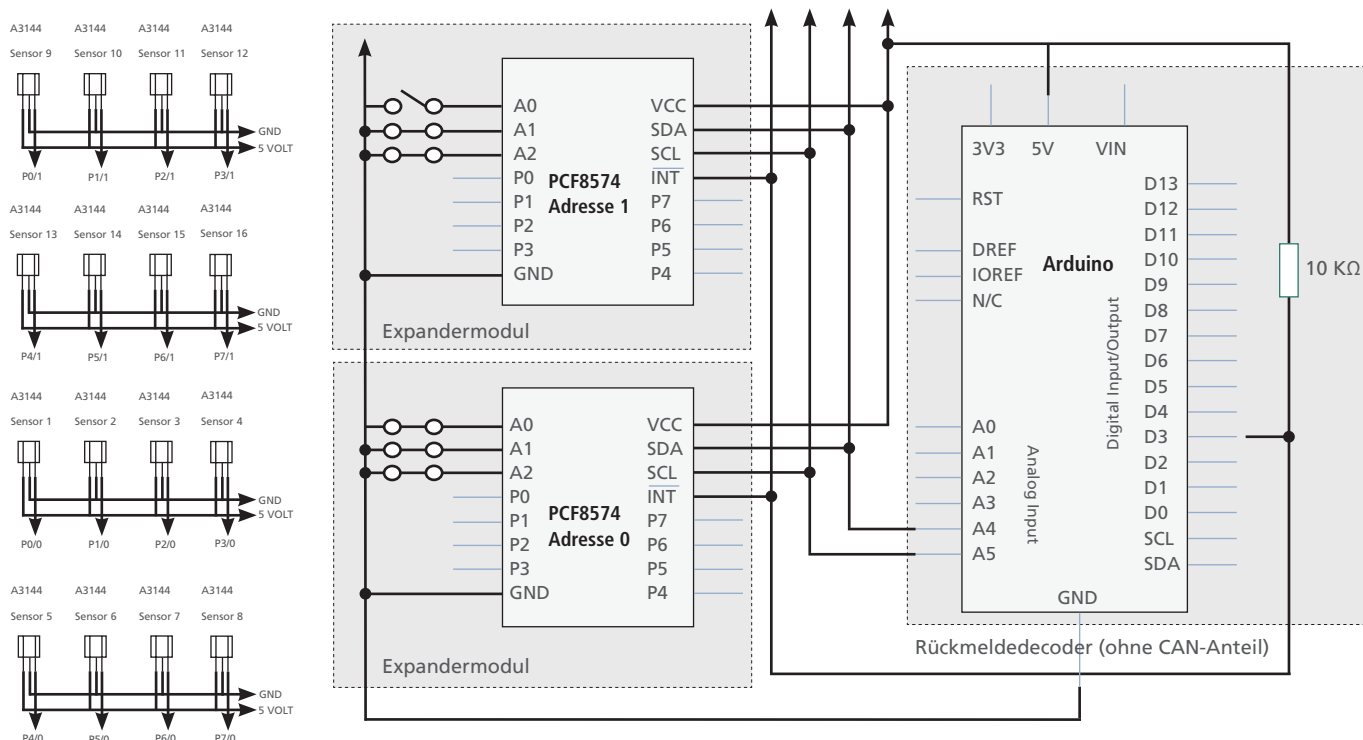 A3144 A3144 A3144 A3144
Sensor 9 Sensor 10 Sensor 11 Sensor 12
GND
5 VOLT
P0/1 P1/1 P2/1 P3/1
A3144 A3144 A3144 A3144
Sensor 13 Sensor 14 Sensor 15 Sensor 16
GND
5 VOLT
P4/1 P5/1 P6/1 P7/1
A3144 A3144 A3144 A3144
Sensor 1 Sensor 2 Sensor 3 Sensor 4
GND
5 VOLT
P0/0 P1/0 P2/0 P3/0
A3144 A3144 A3144 A3144
Sensor 5 Sensor 6 Sensor 7 Sensor 8
GND
5 VOLT
P4/0 P5/0 P6/0 P7/0
A0 VCC
A1 SDA
A2 SCL
P0 INT
P1 P7
P2 P6
P3 P5
GND P4
PCF8574
Adresse 1
Expandermodul
A0 VCC
A1 SDA
A2 SCL
P0 INT
P1 P7
P2 P6
P3 P5
GND P4
PCF8574
Adresse 0
Expandermodul
3V3 5V VIN
RST
DREF
IOREF
N/C
Arduino
A0
A1
A2
A3
A4
A5
Analog Input
Digital Input/Output
D13
D12
D11
D10
D9
D8
D7
D6
D5
D4
D3
D2
D1
D0
SCL
SDA
GND
10 KΩ
Rückmeldedecoder (ohne CAN-Anteil)